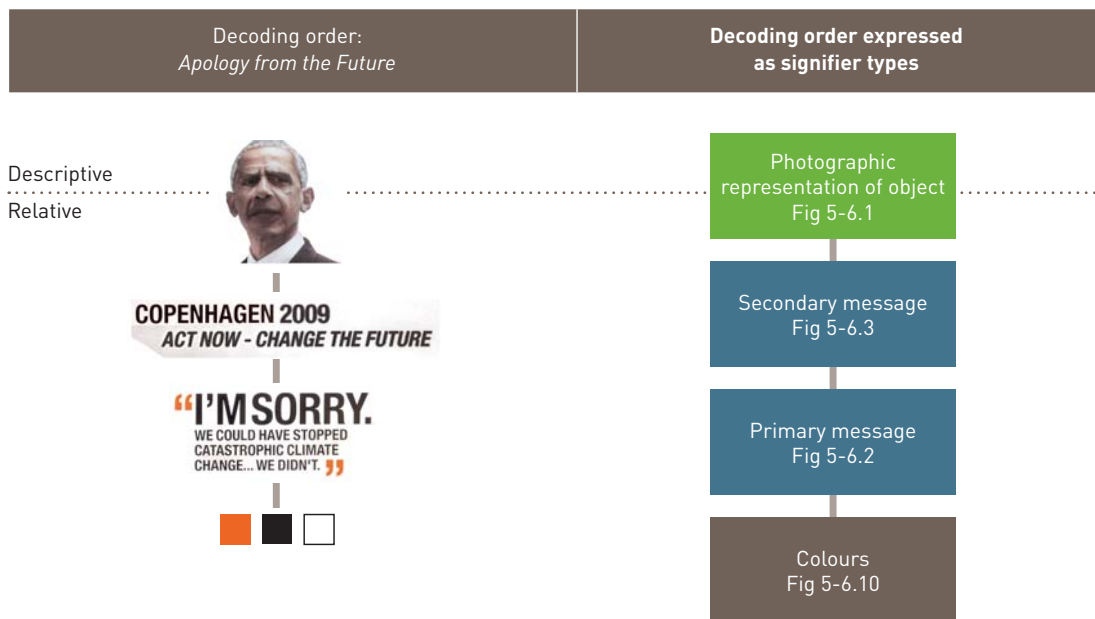 Decoding order:
Apology from the Future
Decoding order expressed
as signifier types
Descriptive
Relative
COPENHAGEN 2009
ACT NOW - CHANGE THE FUTURE
“I'M SORRY.
WE COULD HAVE STOPPED
CATASTROPHIC CLIMATE
CHANGE... WE DIDN'T. ”
Photographic
representation of object
Fig 5-6.1
Secondary message
Fig 5-6.3
Primary message
Fig 5-6.2
Colours
Fig 5-6.10